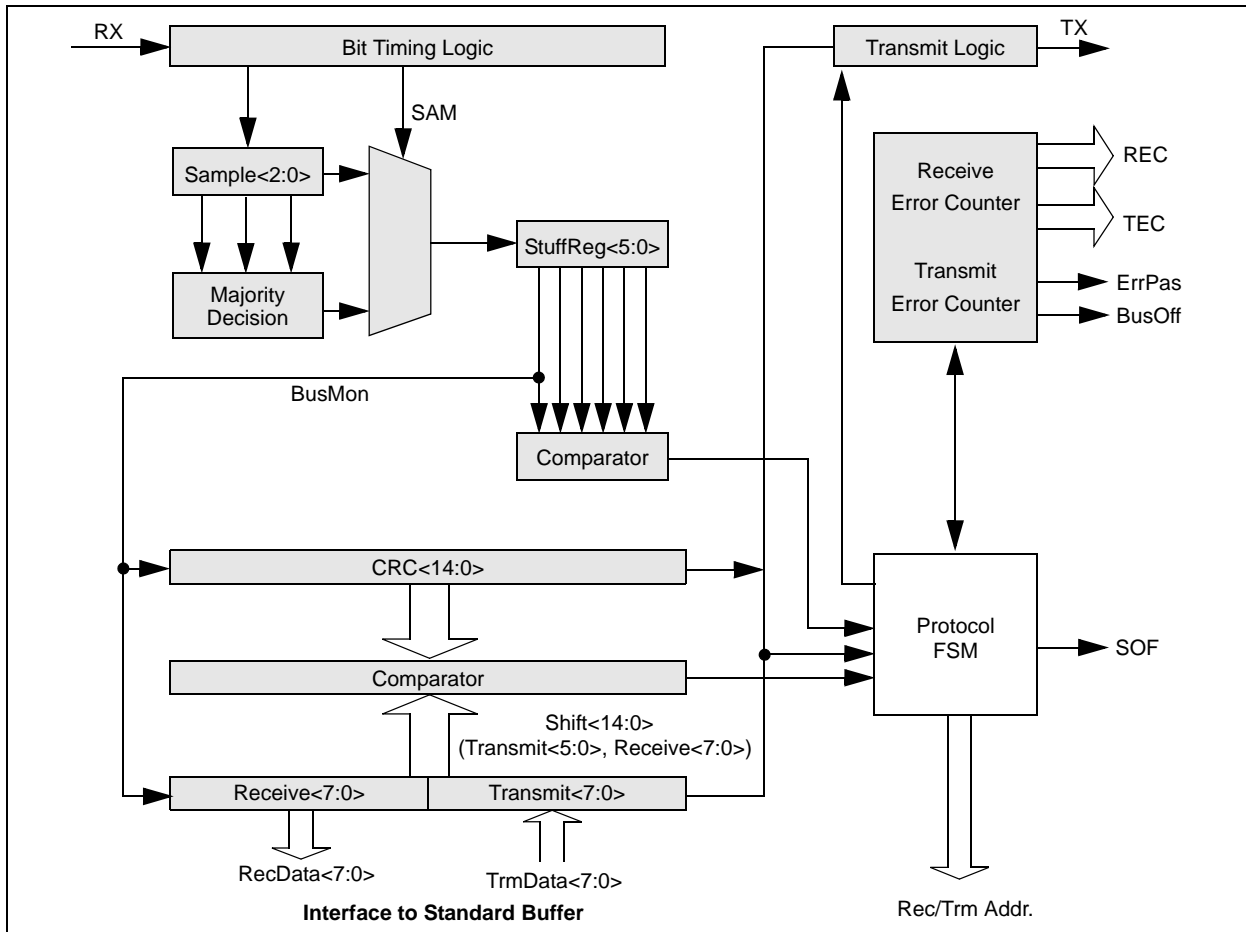 RX
Bit Timing Logic
Transmit Logic
TX
SAM
Sample<2:0>
Majority
Decision
StuffReg<5:0>
Receive
Error Counter
Transmit
Error Counter
REC
TEC
ErrPas
BusOff
BusMon
Comparator
CRC<14:0>
Comparator
Protocol
FSM
SOF
Shift<14:0>
(Transmit<5:0>, Receive<7:0>)
Receive<7:0>
Transmit<7:0>
RecData<7:0>
TrmData<7:0>
Interface to Standard Buffer
Rec/Trm Addr.